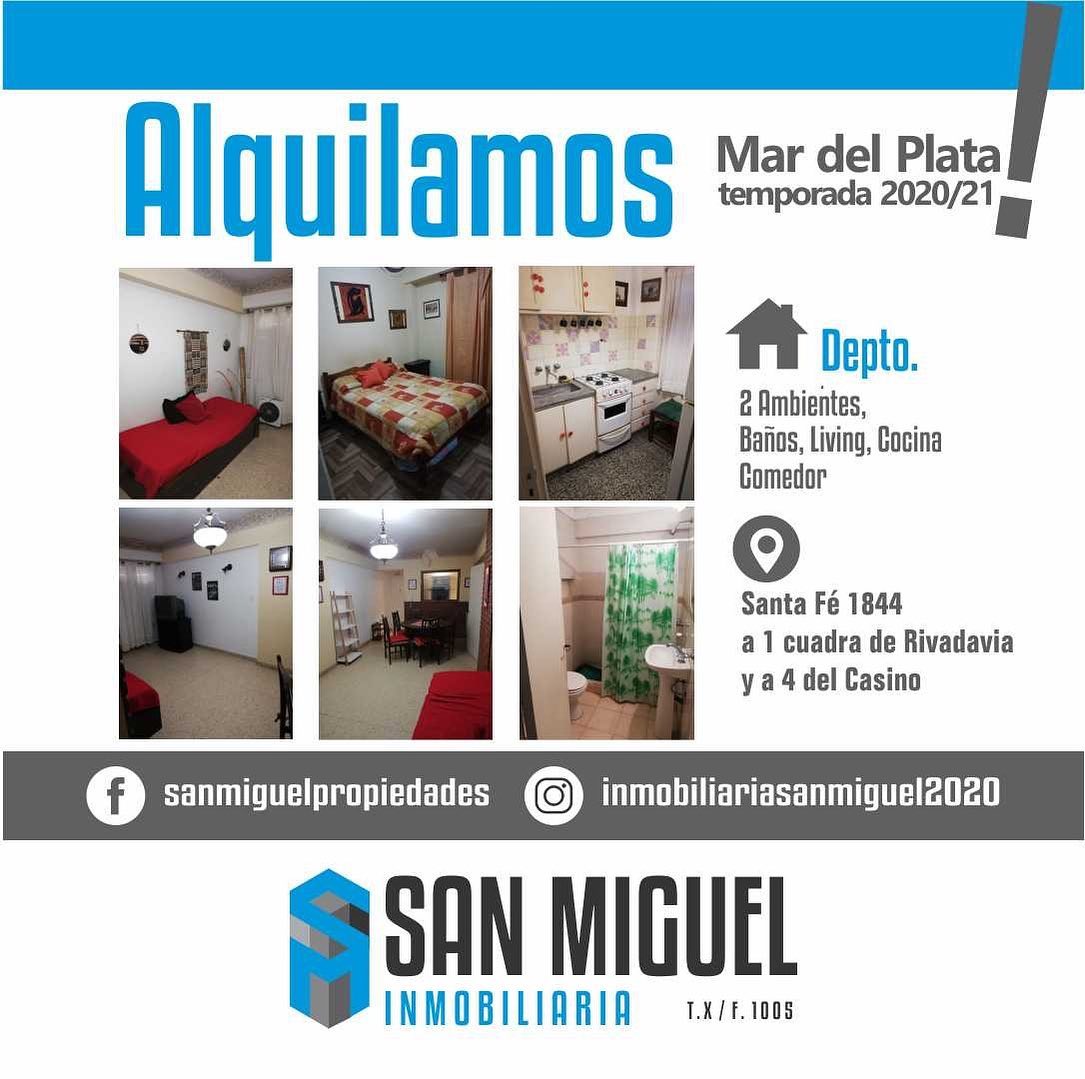 Alquilamos
Mar del Plata
temporada 2020/21
!
Depto.
2 Ambientes,
Baños, Living, Cocina
Comedor
Santa Fé 1844
a 1 cuadra de Rivadavia
y a 4 del Casino
sanmiguelpropiedades
inmobiliariasanmiguel2020
SAN MIGUEL
INMOBILIARIA
T.X / F. 1005